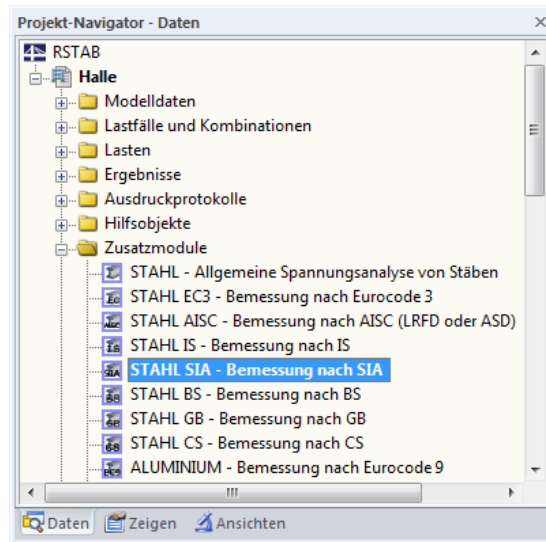 Projekt-Navigator - Daten
RSTAB
Halle
Modelldaten
Lastfälle und Kombinationen
Lasten
Ergebnisse
Ausdruckprotokolle
Hilfsobjekte
Zusatzmodule
STAHL - Allgemeine Spannungsanalyse von Stäben
STAHL EC3 - Bemessung nach Eurocode 3
STAHL AISC - Bemessung nach AISC (LRFD oder ASD)
STAHL IS - Bemessung nach IS
STAHL SIA - Bemessung nach SIA
STAHL BS - Bemessung nach BS
STAHL GB - Bemessung nach GB
STAHL CS - Bemessung nach CS
ALUMINIUM - Bemessung nach Eurocode 9
Daten Zeigen Ansichten